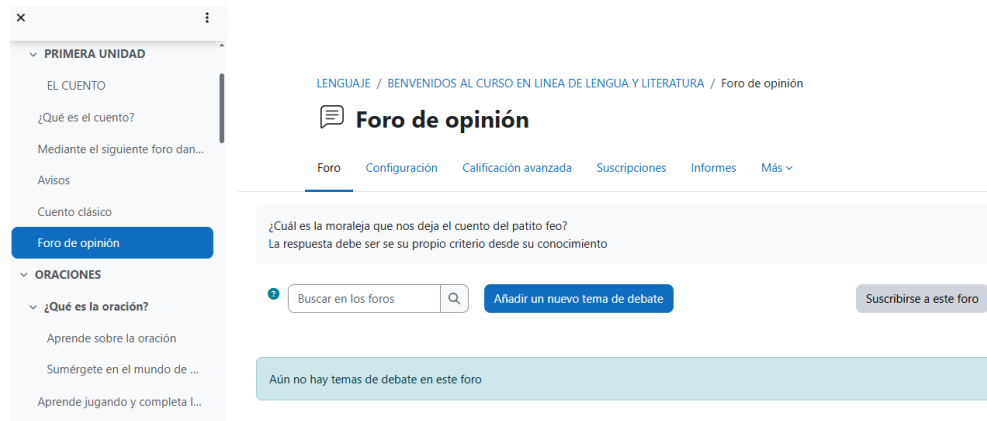 PRIMERA UNIDAD
EL CUENTO
¿Qué es el cuento?
Mediante el siguiente foro dan...
Avisos
Cuento clásico
Foro de opinión
ORACIONES
¿Qué es la oración?
Aprende sobre la oración
Sumérgete en el mundo de ...
Aprende jugando y completa l...
LENGUAJE / BENVENIDOS AL CURSO EN LINEA DE LENGUA Y LITERATURA / Foro de opinión
Foro de opinión
Foro Configuración Calificación avanzada Suscripciones Informes Más
¿Cuál es la moraleja que nos deja el cuento del patito feo?
La respuesta debe ser se su propio criterio desde su conocimiento
Buscar en los foros Añadir un nuevo tema de debate Suscribirse a este foro
Aún no hay temas de debate en este foro